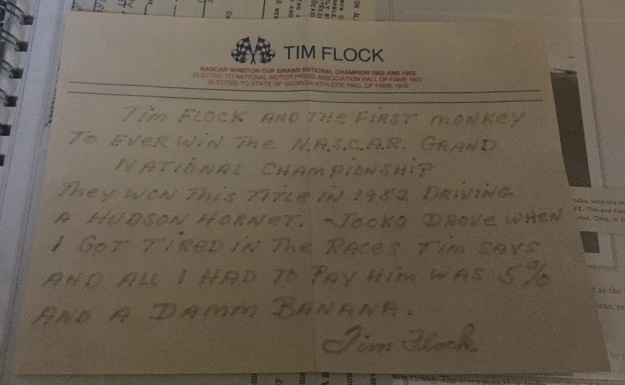 TIM FLOCK
NASCAR WINSTON CUP GRAND NATIONAL CHAMPION 1952 AND 1955
ELECTED TO NATIONAL MOTOR PRESS ASSOCIATION HALL OF FAME 1972
ELECTED TO STATE OF GEORGIA ATHLETIC HALL OF FAME
Tim FLOCK AND THE FIRST MONKEY
TO EVER WIN THE N.A.S.C.A.R. GRAND
NATIONAL CHAMPIONSHIP
THEY WON THIS TITLE IN 1952 DRIVING
A HUDSON HORNET. - JOCKO DROVE WHEN
I GOT TIRED IN THE RACES TIM SAYS
AND ALL I HAD TO PAY HIM WAS 5%
AND A DAMM BANANA.
Tim Flock